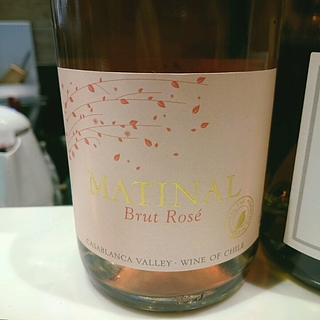 MATINAL
Brut Rosé
CASABLANCA VALLEY · WINE OF CHILE